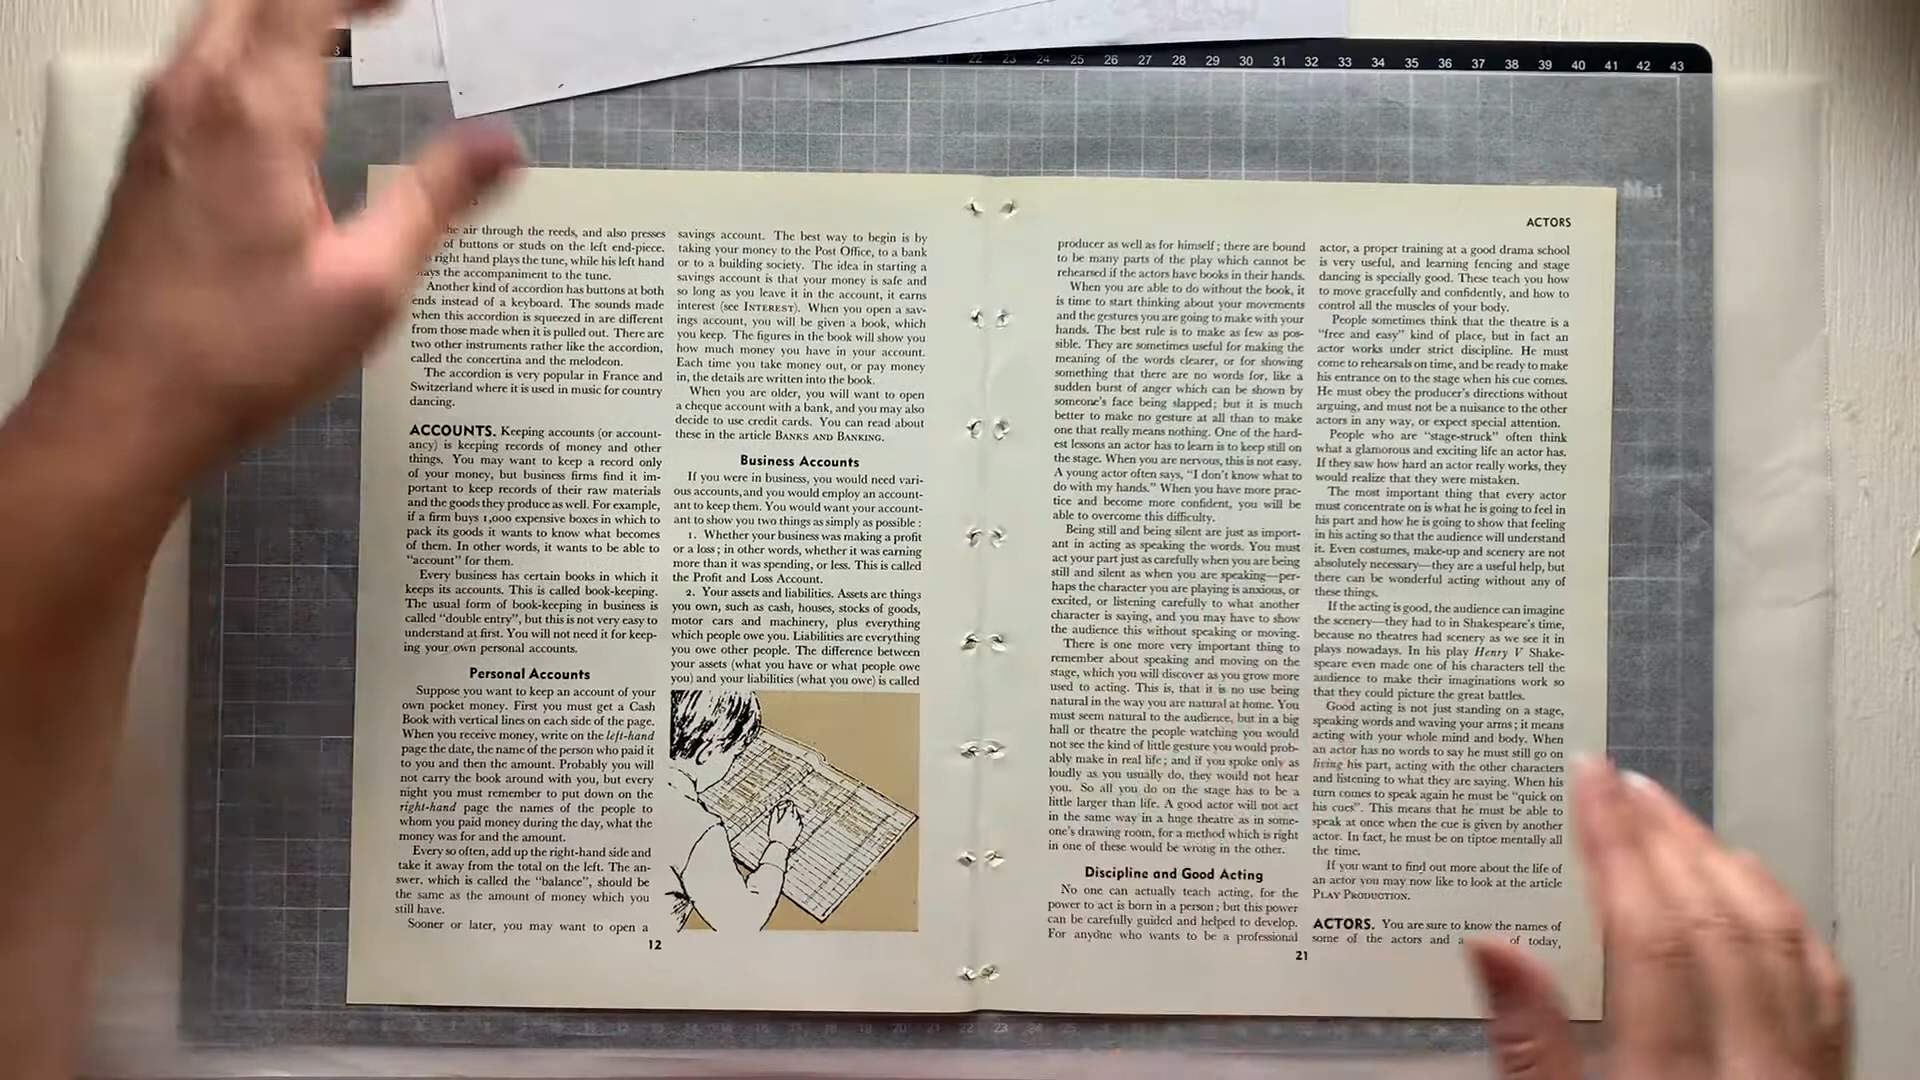 3 22 23 24 25 26 27 28 29 30 31 32 33 34 35 36 37 38 39 40 41 42 43
Mat
the air through the reeds, and also presses
of buttons or studs on the left end-piece.
right hand plays the tune, while his left hand
plays the accompaniment to the tune.
Another kind of accordion has buttons at both
ends instead of a keyboard. The sounds made
when this accordion is squeezed in are different
from those made when it is pulled out. There are
two other instruments rather like the accordion,
called the concertina and the melodeon.
The accordion is very popular in France and
Switzerland where it is used in music for country
dancing.
ACCOUNTS. Keeping accounts (or account-
ancy) is keeping records of money and other
things. You may want to keep a record only
of your money, but business firms find it im-
portant to keep records of their raw materials
and the goods they produce as well. For example,
if a firm buys 1,000 expensive boxes in which to
pack its goods it wants to know what becomes
of them. In other words, it wants to be able to
"account" for them.
Every business has certain books in which it
keeps its accounts. This is called book-keeping.
The usual form of book-keeping in business is
called "double entry", but this is not very easy to
understand at first. You will not need it for keep-
ing your own personal accounts.
Personal Accounts
Suppose you want to keep an account of your
own pocket money. First you must get a Cash
Book with vertical lines on each side of the page.
When you receive money, write on the left-hand
page the date, the name of the person who paid it
to you and then the amount. Probably you will
not carry the book around with you, but every
night you must remember to put down on the
right-hand page the names of the people to
whom you paid money during the day, what the
money was for and the amount.
Every so often, add up the right-hand side and
take it away from the total on the left. The an-
swer, which is called the "balance", should be
the same as the amount of money which you
still have.
Sooner or later, you may want to open a
savings account. The best way to begin is by
taking your money to the Post Office, to a bank
or to a building society. The idea in starting a
savings account is that your money is safe and
so long as you leave it in the account, it earns
interest (see INTEREST). When you open a sav-
ings account, you will be given a book, which
you keep. The figures in the book will show you
how much money you have in your account.
Each time you take money out, or pay money
in, the details are written into the book.
When you are older, you will want to open
a cheque account with a bank, and you may also
decide to use credit cards. You can read about
these in the article BANKS AND BANKING.
Business Accounts
If you were in business, you would need vari-
ous accounts, and you would employ an account-
ant to keep them. You would want your account-
ant to show you two things as simply as possible :
1. Whether your business was making a profit
or a loss; in other words, whether it was earning
more than it was spending, or less. This is called
the Profit and Loss Account.
2. Your assets and liabilities. Assets are things
you own, such as cash, houses, stocks of goods,
motor cars and machinery, plus everything
which people owe you. Liabilities are everything
you owe other people. The difference between
your assets (what you have or what people owe
you) and your liabilities (what you owe) is called
12
ACTORS
producer as well as for himself; there are bound
to be many parts of the play which cannot be
rehearsed if the actors have books in their hands.
When you are able to do without the book, it
is time to start thinking about your movements
and the gestures you are going to make with your
hands. The best rule is to make as few as pos-
sible. They are sometimes useful for making the
meaning of the words clearer, or for showing
something that there are no words for, like a
sudden burst of anger which can be shown by
someone's face being slapped; but it is much
better to make no gesture at all than to make
one that really means nothing. One of the hard-
est lessons an actor has to learn is to keep still on
the stage. When you are nervous, this is not easy.
A young actor often says, "I don't know what to
do with my hands." When you have more prac-
tice and become more confident, you will be
able to overcome this difficulty.
Being still and being silent are just as import-
ant in acting as speaking the words. You must
act your part just as carefully when you are being
still and silent as when you are speaking—per-
haps the character you are playing is anxious, or
excited, or listening carefully to what another
character is saying, and you may have to show
the audience this without speaking or moving.
There is one more very important thing to
remember about speaking and moving on the
stage, which you will discover as you grow more
used to acting. This is, that it is no use being
natural in the way you are natural at home. You
must seem natural to the audience, but in a big
hall or theatre the people watching you would
not see the kind of little gesture you would prob-
ably make in real life; and if you spoke only as
loudly as you usually do, they would not hear
you. So all you do on the stage has to be a
little larger than life. A good actor will not act
in the same way in a huge theatre as in some-
one's drawing room, for a method which is right
in one of these would be wrong in the other.
Discipline and Good Acting
No one can actually teach acting, for the
power to act is born in a person; but this power
can be carefully guided and helped to develop.
For anyone who wants to be a professional
actor, a proper training at a good drama school
is very useful, and learning fencing and stage
dancing is specially good. These teach you how
to move gracefully and confidently, and how to
control all the muscles of your body.
People sometimes think that the theatre is a
"free and easy" kind of place, but in fact an
actor works under strict discipline. He must
come to rehearsals on time, and be ready to make
his entrance on to the stage when his cue comes.
He must obey the producer's directions without
arguing, and must not be a nuisance to the other
actors in any way, or expect special attention.
People who are "stage-struck" often think
what a glamorous and exciting life an actor has.
If they saw how hard an actor really works, they
would realize that they were mistaken.
The most important thing that every actor
must concentrate on is what he is going to feel in
his part and how he is going to show that feeling
in his acting so that the audience will understand
it. Even costumes, make-up and scenery are not
absolutely necessary—they are a useful help, but
there can be wonderful acting without any of
these things.
If the acting is good, the audience can imagine
the scenery—they had to in Shakespeare's time,
because no theatres had scenery as we see it in
plays nowadays. In his play Henry V Shake-
speare even made one of his characters tell the
audience to make their imaginations work so
that they could picture the great battles.
Good acting is not just standing on a stage,
speaking words and waving your arms; it means
acting with your whole mind and body. When
an actor has no words to say he must still go on
living his part, acting with the other characters
and listening to what they are saying. When his
turn comes to speak again he must be "quick on
his cues". This means that he must be able to
speak at once when the cue is given by another
actor. In fact, he must be on tiptoe mentally all
the time.
If you want to find out more about the life of
an actor you may now like to look at the article
PLAY PRODUCTION.
ACTORS. You are sure to know the names of
some of the actors and of today,
21